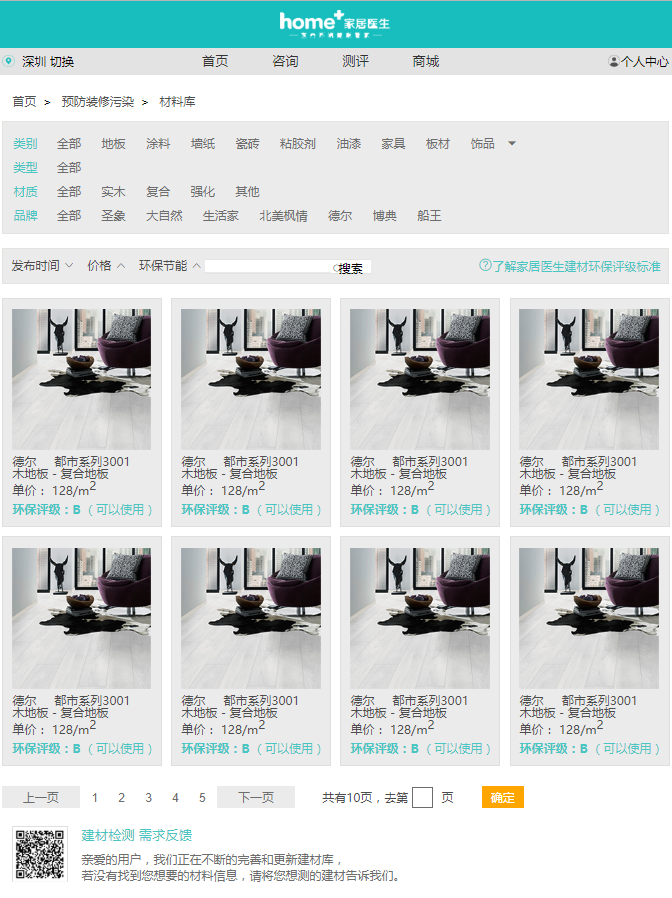 home+家居医生
深圳 切换 首页 咨询 测评 商城 个人中心
首页 > 预防装修污染 > 材料库
类别 全部 地板 涂料 墙纸 瓷砖 粘胶剂 油漆 家具 板材 饰品
类型 全部
材质 全部 实木 复合 强化 其他
品牌 全部 圣象 大自然 生活家 北美枫情 德尔 博典 船王
发布时间 价格 环保节能 搜索 ?了解家居医生建材环保评级标准
德尔 都市系列3001
木地板 - 复合地板
单价： 128/m2
环保评级：B （ 可以使用 ）
德尔 都市系列3001
木地板 - 复合地板
单价： 128/m2
环保评级：B （ 可以使用 ）
德尔 都市系列3001
木地板 - 复合地板
单价： 128/m2
环保评级：B （ 可以使用 ）
德尔 都市系列3001
木地板 - 复合地板
单价： 128/m2
环保评级：B （ 可以使用 ）
德尔 都市系列3001
木地板 - 复合地板
单价： 128/m2
环保评级：B （ 可以使用 ）
德尔 都市系列3001
木地板 - 复合地板
单价： 128/m2
环保评级：B （ 可以使用 ）
德尔 都市系列3001
木地板 - 复合地板
单价： 128/m2
环保评级：B （ 可以使用 ）
德尔 都市系列3001
木地板 - 复合地板
单价： 128/m2
环保评级：B （ 可以使用 ）
上一页 1 2 3 4 5 下一页 共有10页，去第 页 确定
建材检测 需求反馈
亲爱的用户，我们正在不断的完善和更新建材库，
若没有找到您想要的材料信息，请将您想测的建材告诉我们。